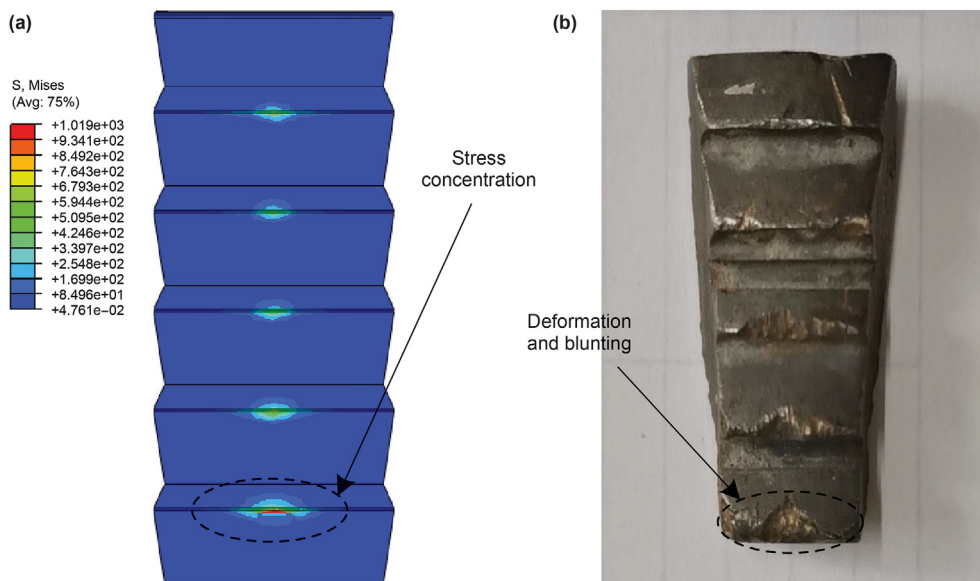 (a)
S, Mises
(Avg: 75%)
+1.019e+03
+9.341e+02
+8.492e+02
+7.643e+02
+6.793e+02
+5.944e+02
+5.095e+02
+4.246e+02
+3.397e+02
+2.548e+02
+1.699e+02
+8.496e+01
+4.761e−02
Stress
concentration
(b)
Deformation
and blunting